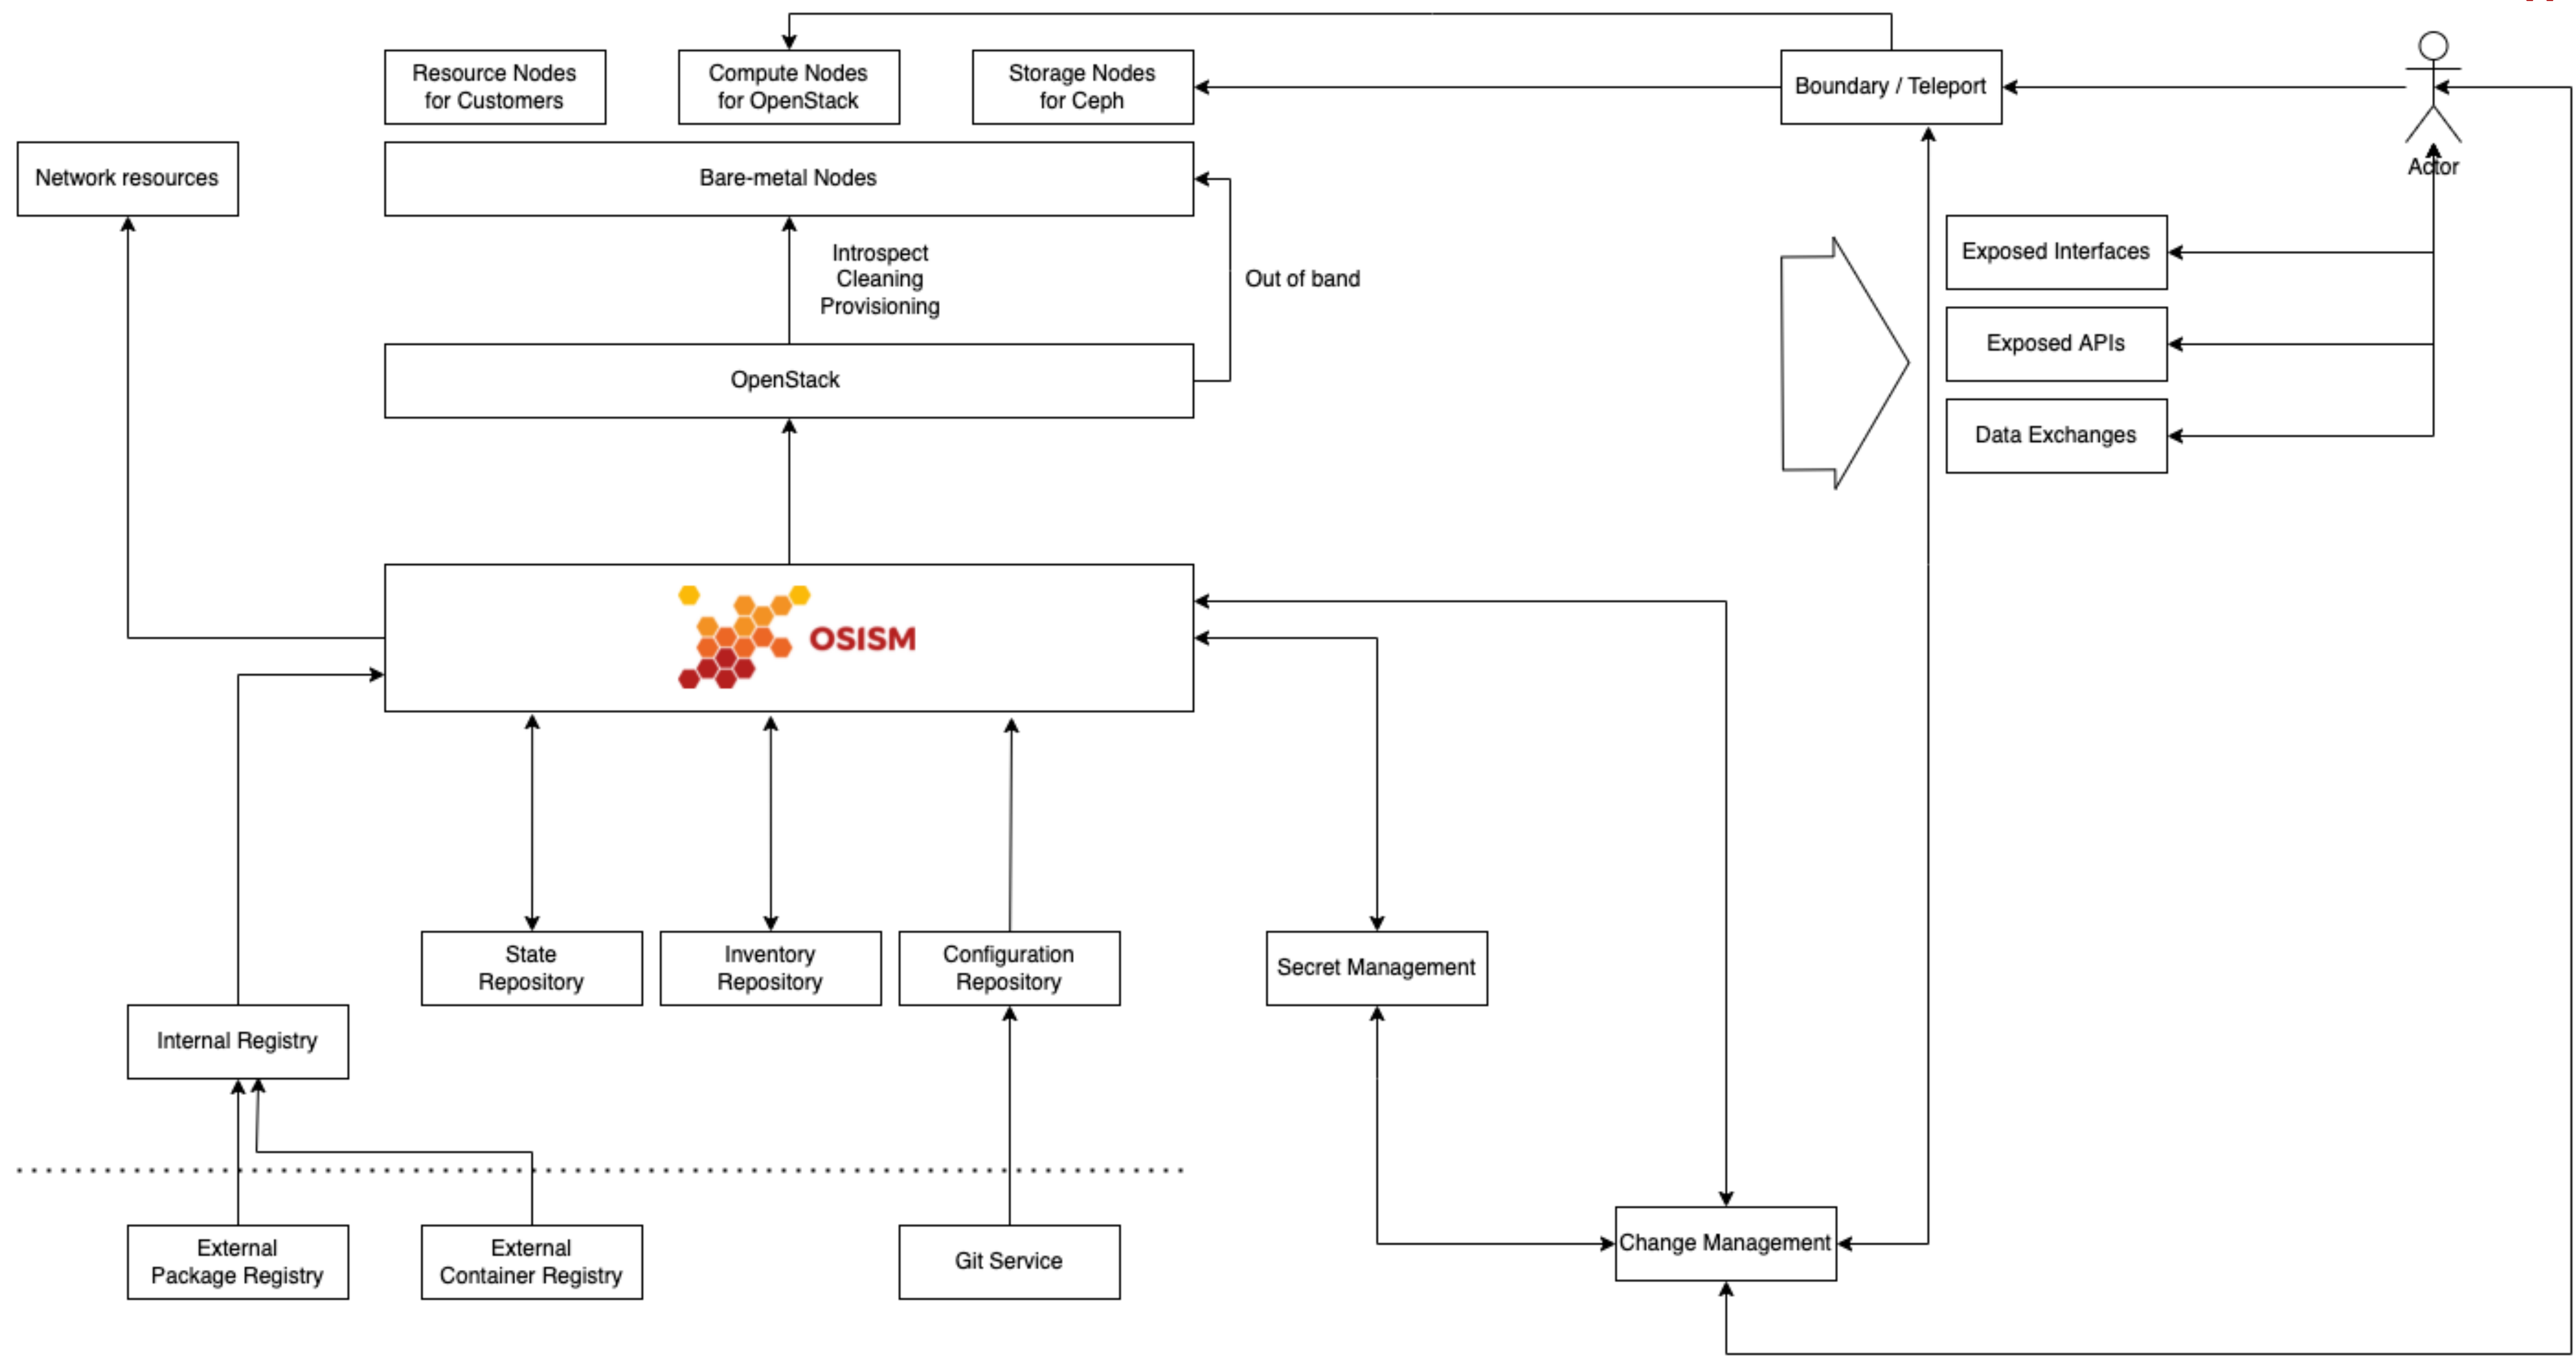 Resource Nodes
for Customers
Compute Nodes
for OpenStack
Storage Nodes
for Ceph
Boundary / Teleport
Actor
Network resources
Bare-metal Nodes
Introspect
Cleaning
Provisioning
Out of band
Exposed Interfaces
Exposed APIs
Data Exchanges
OpenStack
OSISM
State
Repository
Inventory
Repository
Configuration
Repository
Secret Management
Internal Registry
External
Package Registry
External
Container Registry
Git Service
Change Management